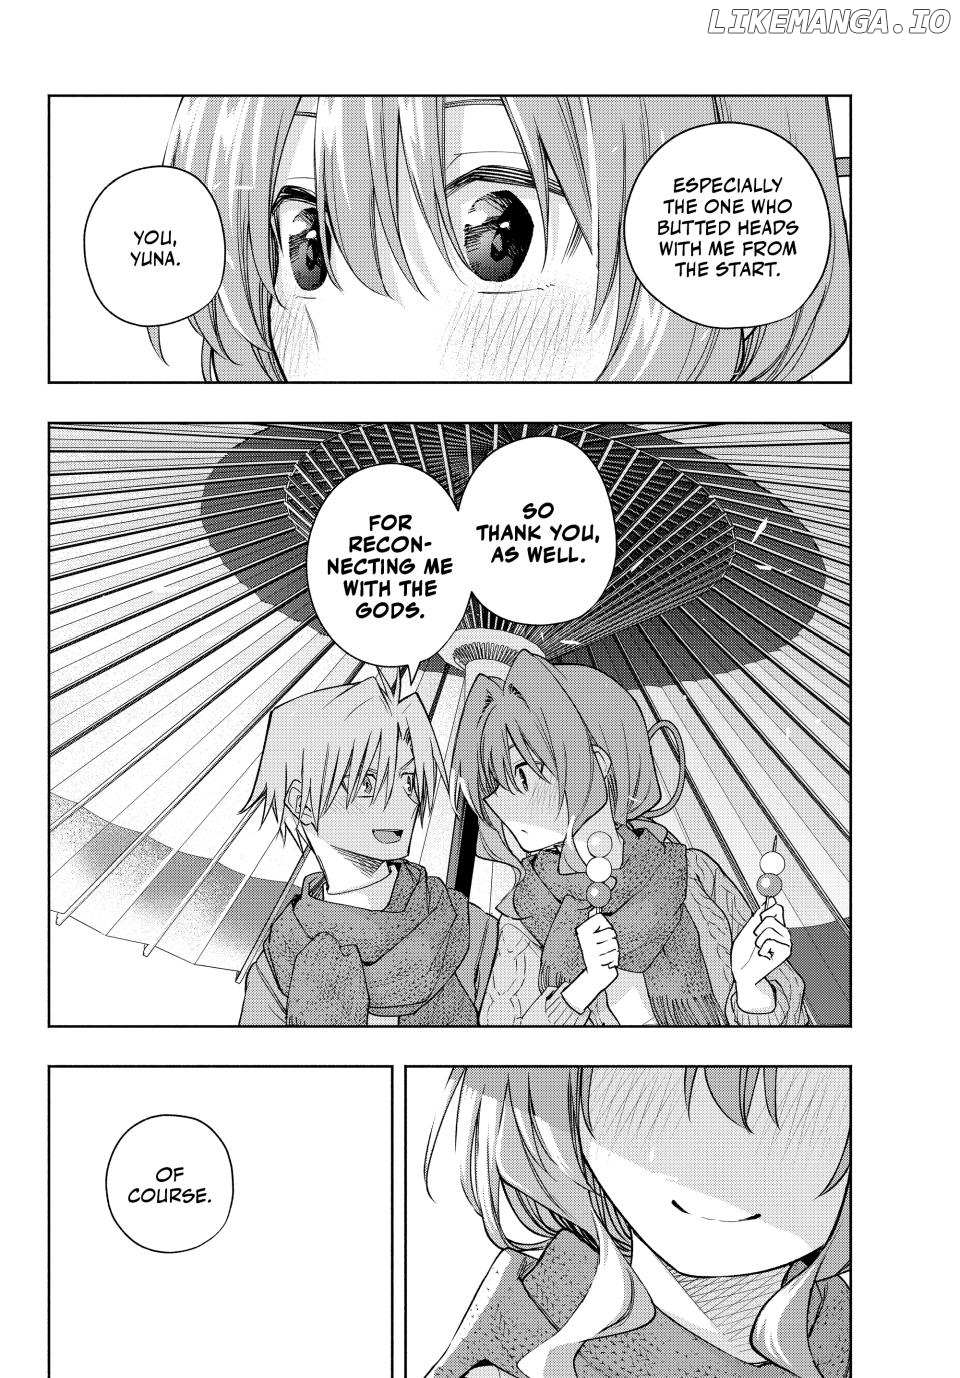 LIKEMANGA.IO
ESPECIALLY
THE ONE WHO
BUTTED HEADS
WITH ME FROM
THE START.
YOU,
YUNA.
SO
THANK YOU,
AS WELL.
FOR
RECON-
NECTING ME
WITH THE
GODS.
OF
COURSE.